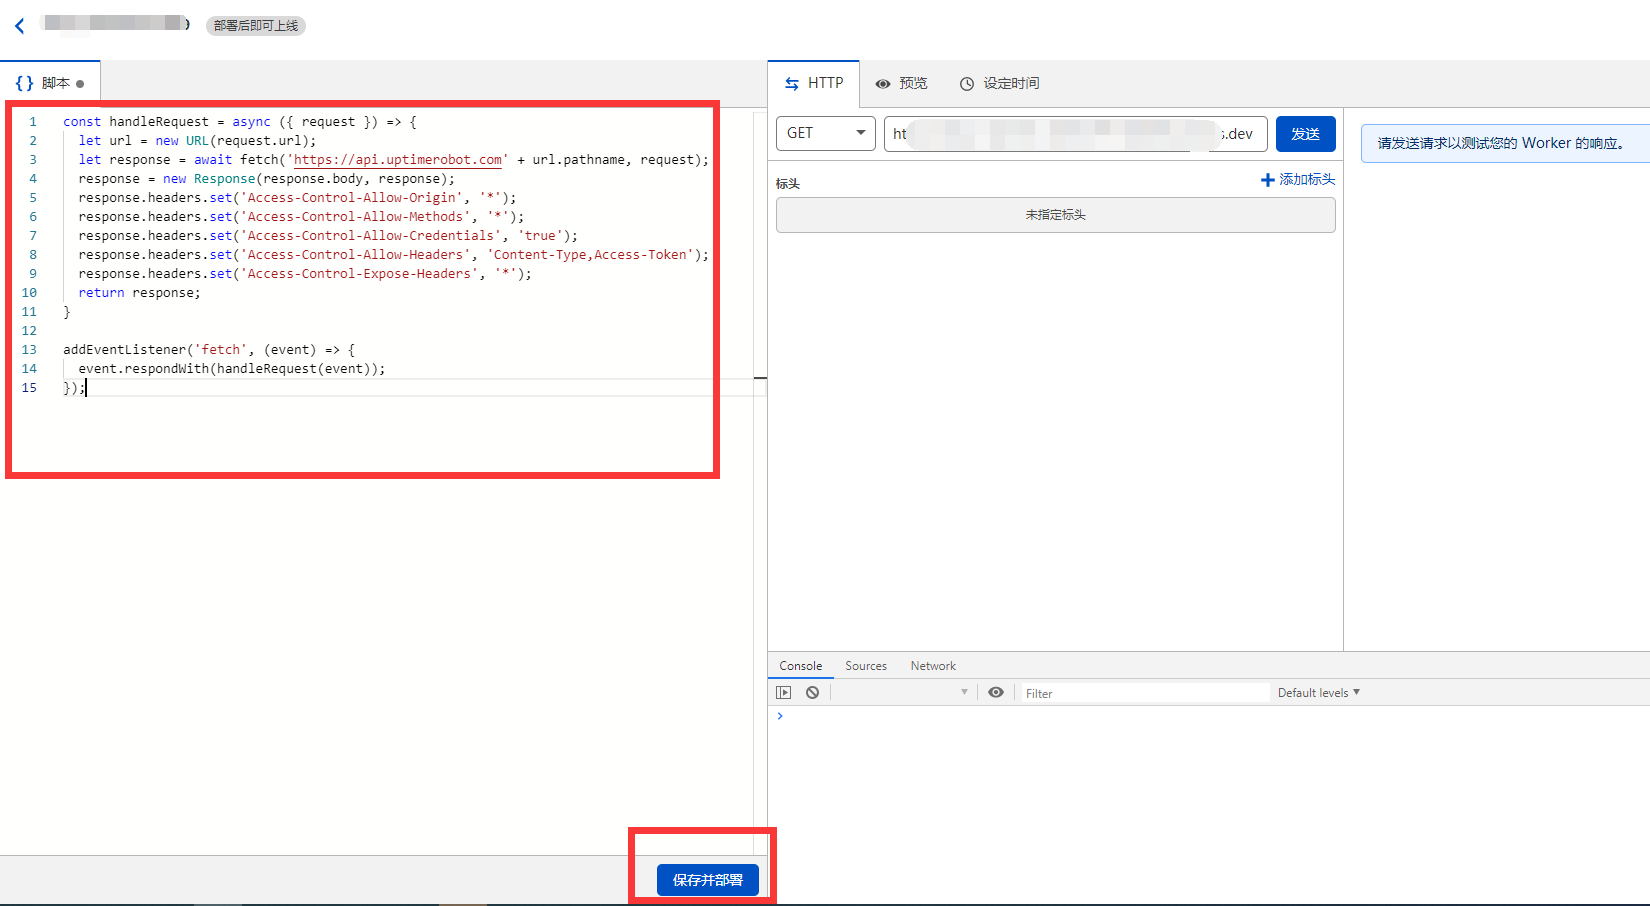 部署后即可上线
{} 脚本
HTTP
预览
设定时间
1 const handleRequest = async ({ request }) => {
2 let url = new URL(request.url);
3 let response = await fetch('https://api.uptimerobot.com' + url.pathname, request);
4 response = new Response(response.body, response);
5 response.headers.set('Access-Control-Allow-Origin', '*');
6 response.headers.set('Access-Control-Allow-Methods', '*');
7 response.headers.set('Access-Control-Allow-Credentials', 'true');
8 response.headers.set('Access-Control-Allow-Headers', 'Content-Type,Access-Token');
9 response.headers.set('Access-Control-Expose-Headers', '*');
10 return response;
11 }
12
13 addEventListener('fetch', (event) => {
14 event.respondWith(handleRequest(event));
15 });
保存并部署
GET
ht
s.dev
发送
标头
添加标头
未指定标头
请发送请求以测试您的 Worker 的响应。
Console
Sources
Network
Filter
Default levels